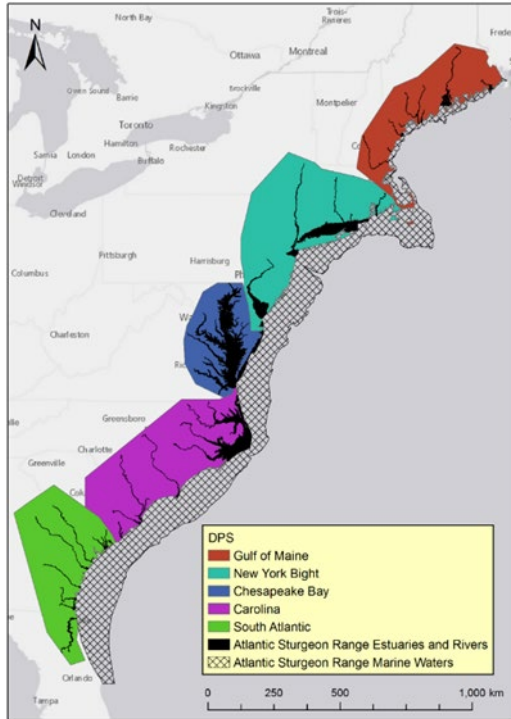 North Bay
Trois-
Rivières
Ottawa
Montreal
Owen Sound
Barrie
Kingston
Montpelier
Toronto
Sarnia
London
Hamilton
Rochester
Buffalo
Detroit
Windsor
Cleveland
Pittsburgh
Harrisburg
Columbus
Charleston
Greensboro
Charlotte
Greenville
Orlando
Tampa
N
DPS
Gulf of Maine
New York Bight
Chesapeake Bay
Carolina
South Atlantic
Atlantic Sturgeon Range Estuaries and Rivers
Atlantic Sturgeon Range Marine Waters
0 250 500 1,000 km